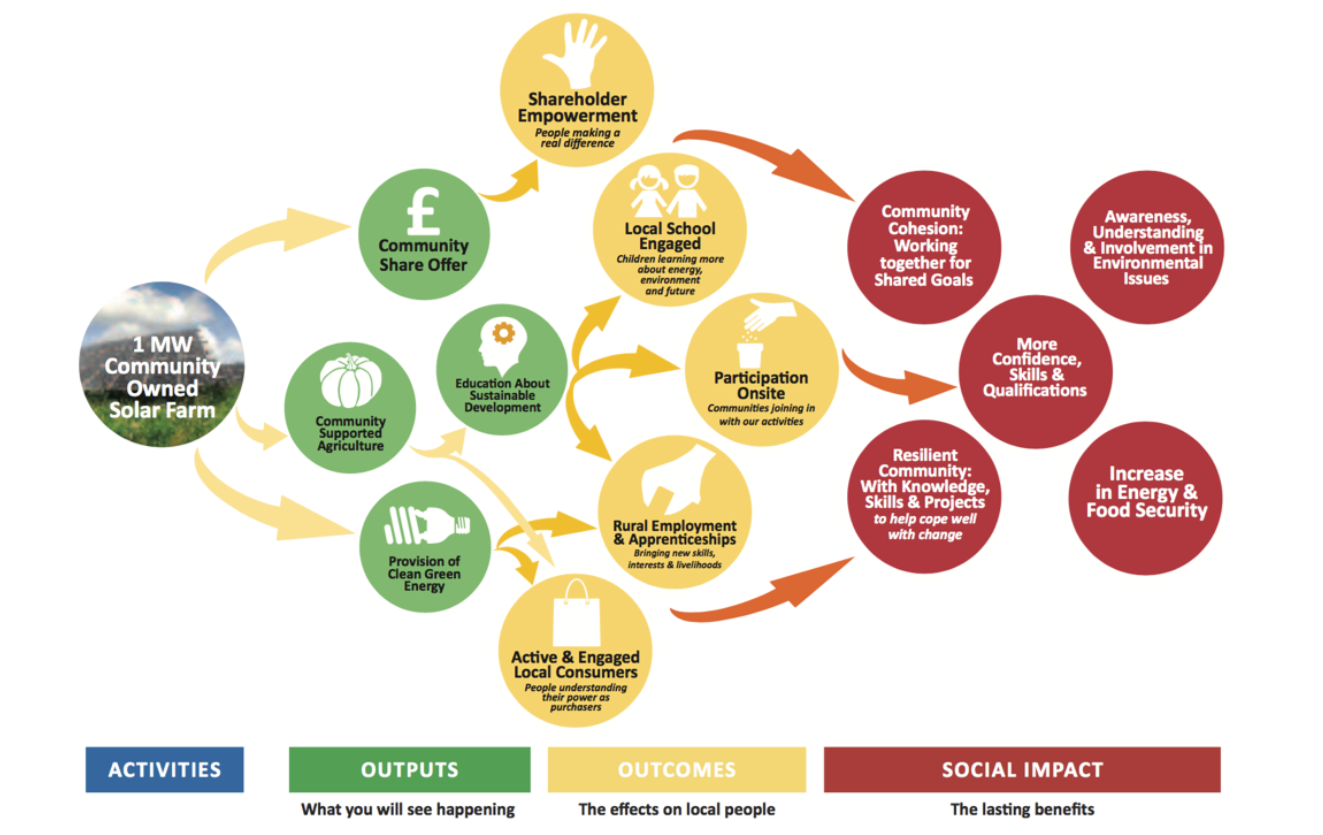 Shareholder
Empowerment
People making a
real difference
£
Community
Share Offer
Local School
Engaged
Children learning more
about energy,
environment
and future
Community
Cohesion:
Working
together for
Shared Goals
Awareness,
Understanding
& Involvement in
Environmental
Issues
1 MW
Community
Owned
Solar Farm
Community
Supported
Agriculture
Education About
Sustainable
Development
Participation
Onsite
Communities joining in
with our activities
More
Confidence,
Skills &
Qualifications
Provision of
Clean Green
Energy
Rural Employment
& Apprenticeships
Bringing new skills,
interests & livelihoods
Resilient
Community:
With Knowledge,
Skills & Projects
to help cope well
with change
Increase
in Energy &
Food Security
Active & Engaged
Local Consumers
People understanding
their power as
purchasers
ACTIVITIES
OUTPUTS
OUTCOMES
SOCIAL IMPACT
What you will see happening
The effects on local people
The lasting benefits